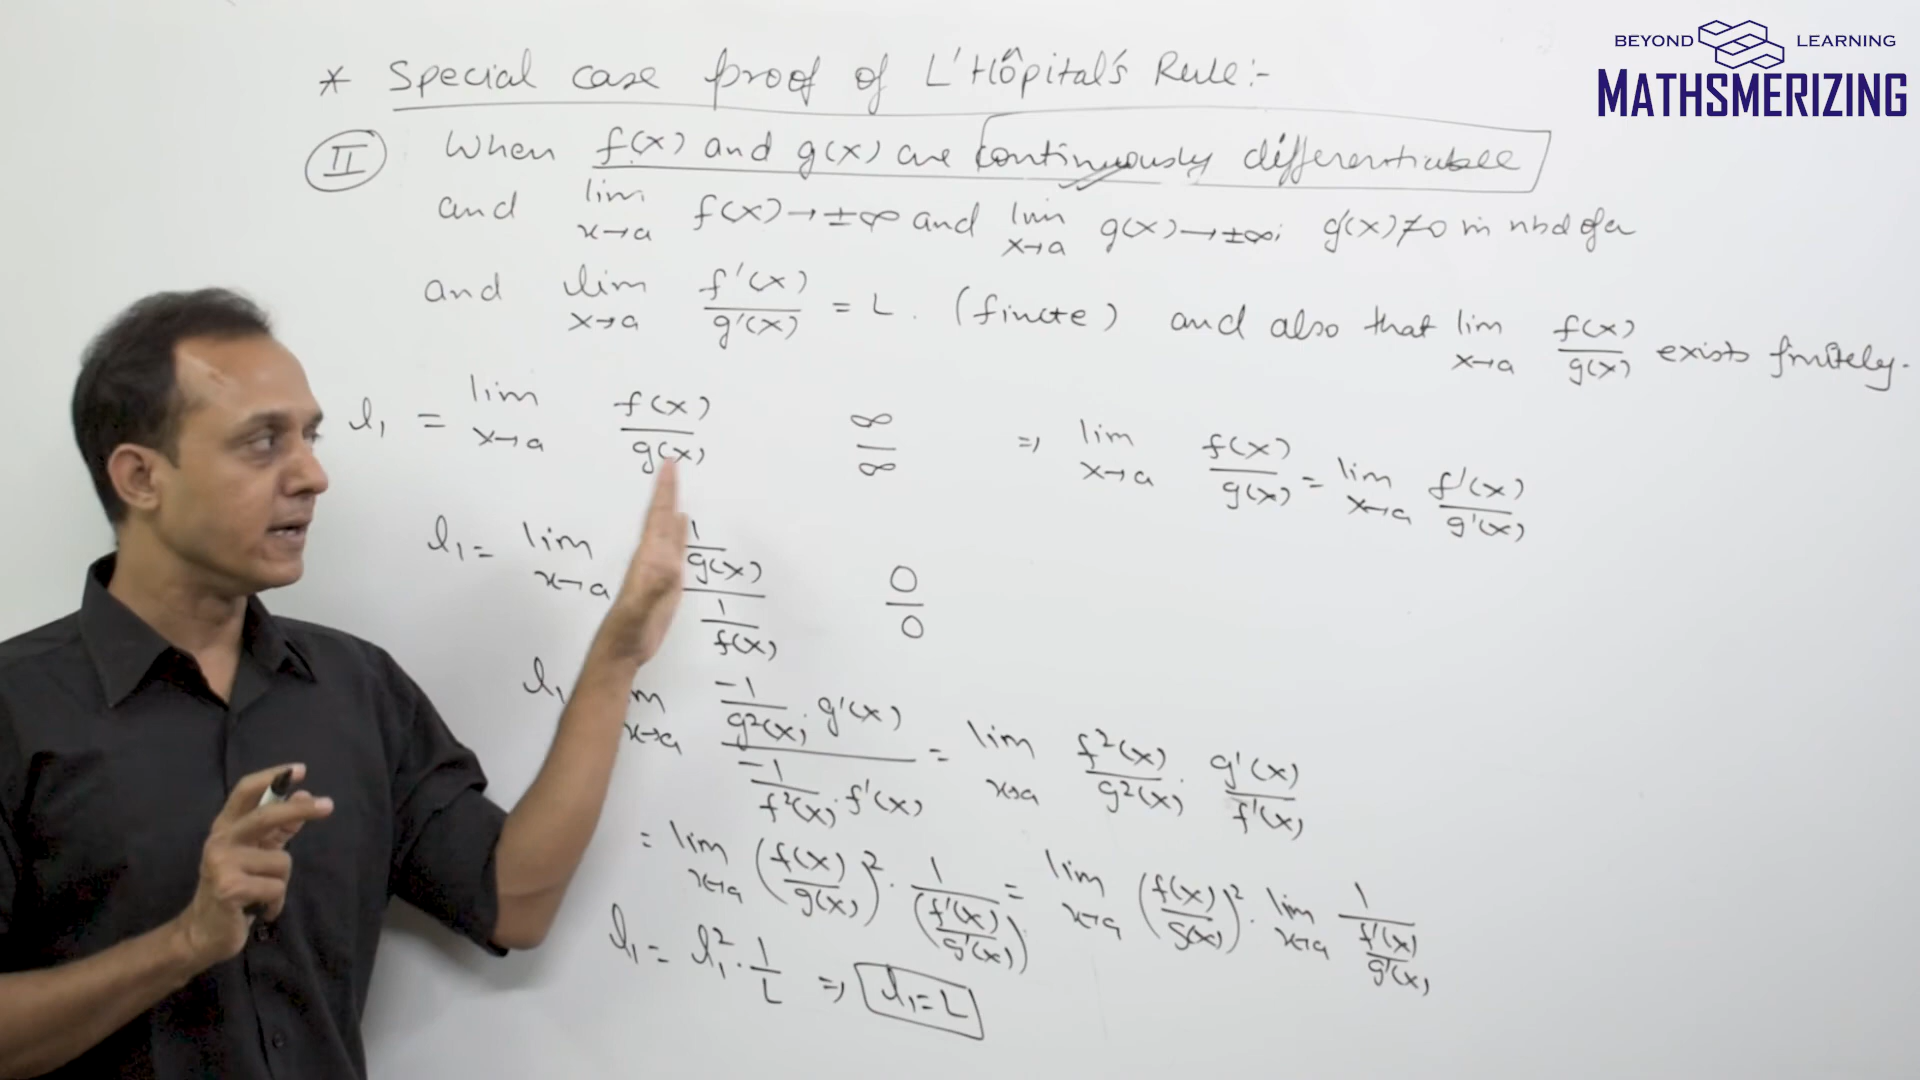 BEYOND LEARNING
MATHSMERIZING
* Special case proof of L'Hôpital's Rule:-
II When f(x) and g(x) are continuously differentiable
and lim x→a f(x)→±∞ and lim x→a g(x)→±∞; g'(x)≠0 in nbd of a
and lim x→a f'(x)/g'(x) = L. (finite) and also that lim x→a f(x)/g(x) exists finitely.
l₁ = lim x→a f(x)/g(x) ∞/∞ ⇒ lim x→a f(x)/g(x) = lim x→a f'(x)/g'(x)
l₁ = lim x→a (1/g(x))/(1/f(x)) 0/0
l₁ m x→a (-1/g²(x) · g'(x))/(-1/f²(x) · f'(x)) = lim x→a f²(x)/g²(x) · g'(x)/f'(x)
= lim x→a (f(x)/g(x))² · 1/(f'(x)/g'(x)) = lim x→a (f(x)/g(x))² · lim x→a 1/(f'(x)/g'(x))
l₁ = l₁² · 1/L ⇒ l₁ = L